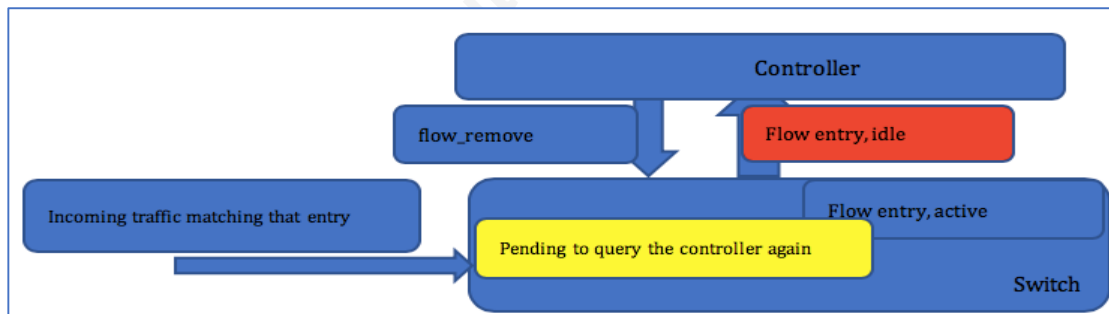 Controller
flow_remove
Flow entry, idle
Incoming traffic matching that entry
Flow entry, active
Pending to query the controller again
Switch